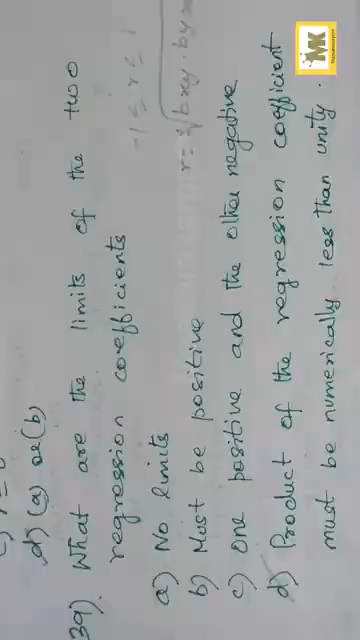 d) (a) or (b)
39). What are the limits of the two
regression coefficients
-1 ≤ r ≤ 1
a) No limits
r = √bxy . byx
b) Must be positive
c) One positive and the other negative
d) Product of the regression coefficient
must be numerically less than unity.
MK